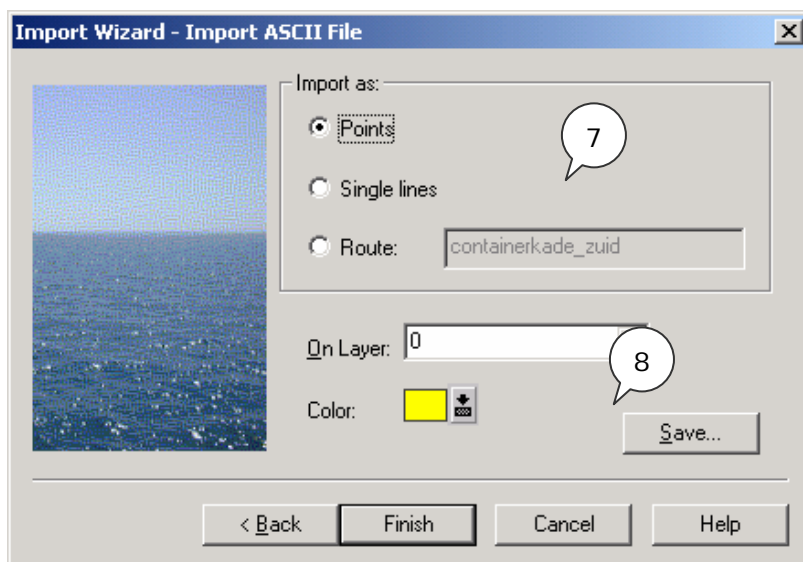 Import Wizard - Import ASCII File
Import as:
Points
7
Single lines
Route: containerkade_zuid
On Layer: 0
8
Color:
Save...
< Back Finish Cancel Help